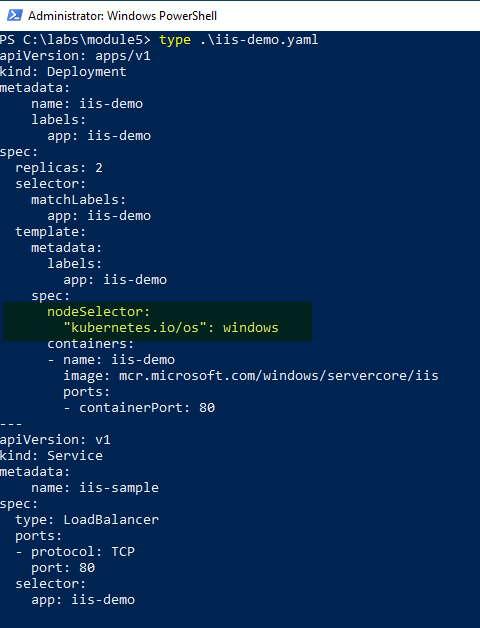 Administrator: Windows PowerShell
PS C:\labs\module5> type .\iis-demo.yaml
apiVersion: apps/v1
kind: Deployment
metadata:
    name: iis-demo
    labels:
      app: iis-demo
spec:
  replicas: 2
  selector:
    matchLabels:
      app: iis-demo
  template:
    metadata:
      labels:
        app: iis-demo
    spec:
      nodeSelector:
        "kubernetes.io/os": windows
      containers:
      - name: iis-demo
        image: mcr.microsoft.com/windows/servercore/iis
        ports:
        - containerPort: 80
---
apiVersion: v1
kind: Service
metadata:
    name: iis-sample
spec:
  type: LoadBalancer
  ports:
  - protocol: TCP
    port: 80
  selector:
    app: iis-demo